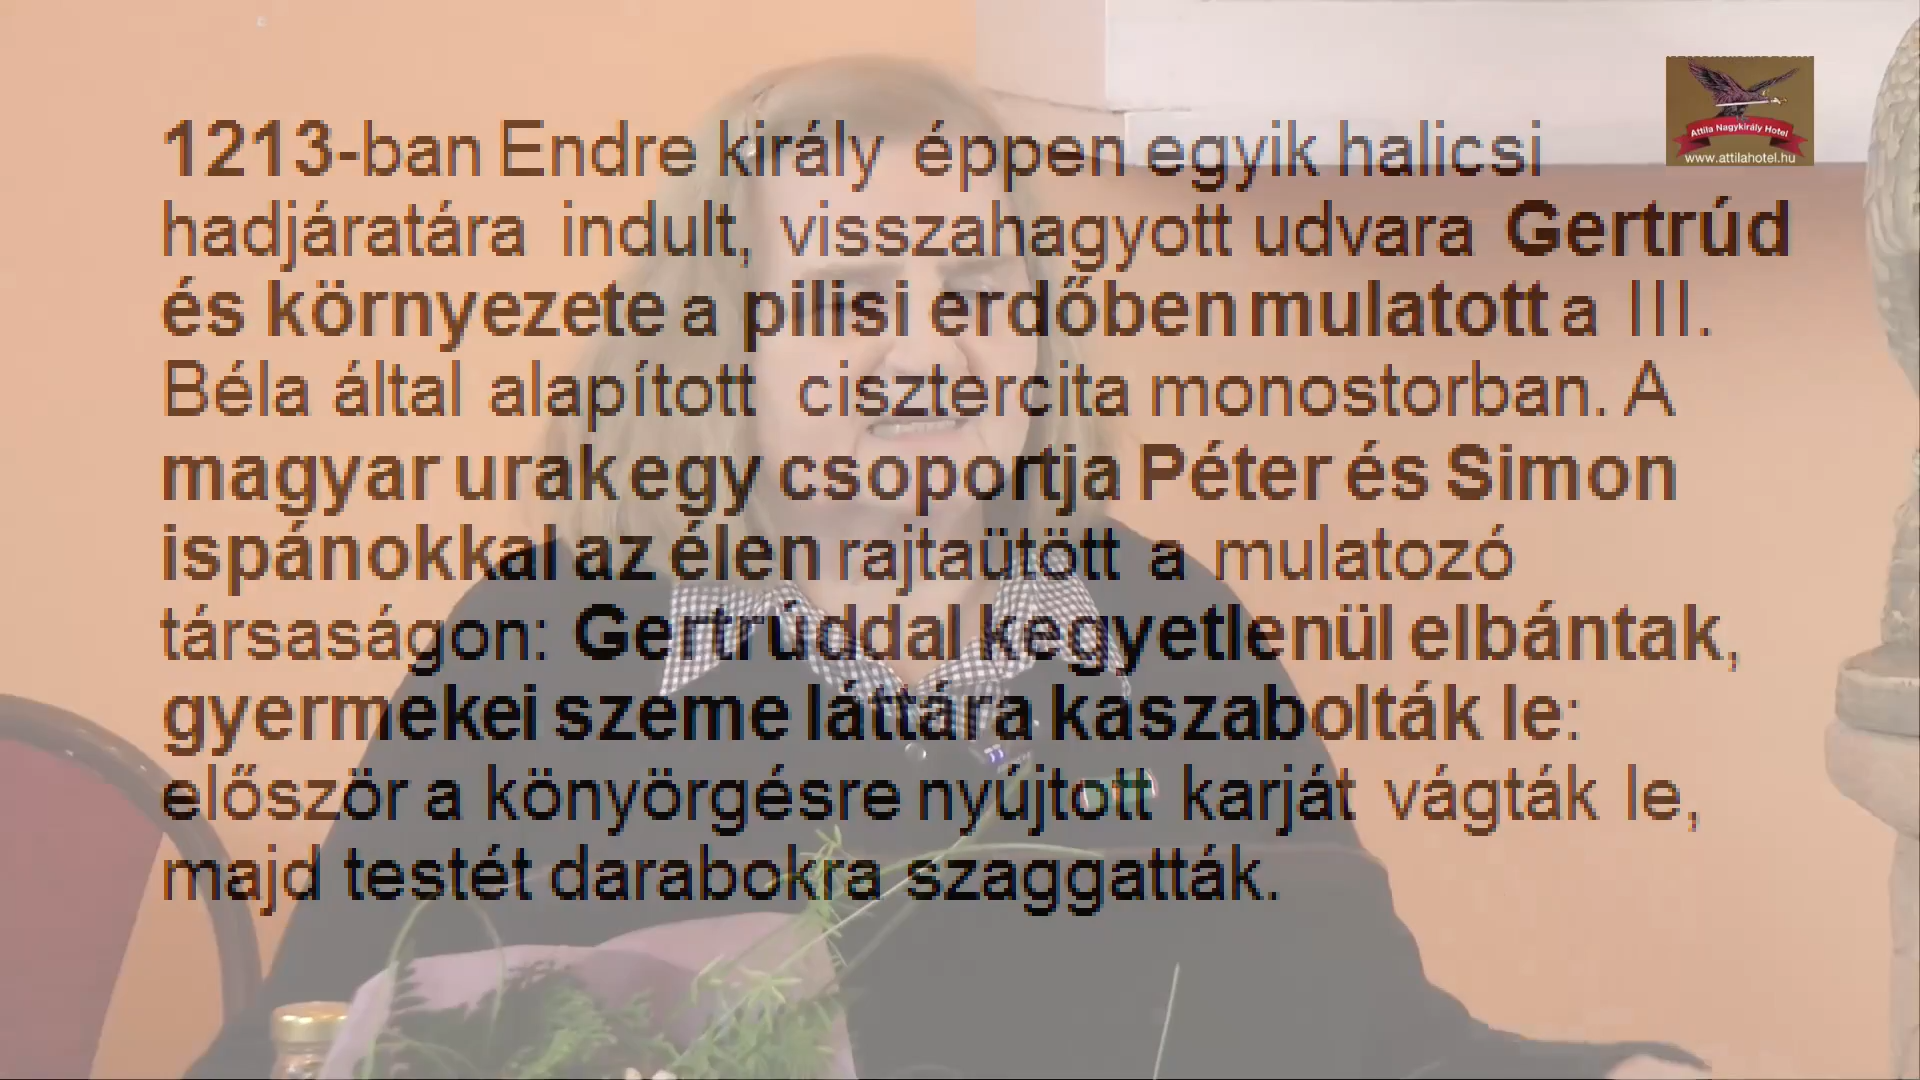 1213-ban Endre király éppen egyik halicsi
hadjáratára indult, visszahagyott udvara Gertrúd
és környezete a pilisi erdőben mulatott a III.
Béla által alapított cisztercita monostorban. A
magyar urak egy csoportja Péter és Simon
ispánokkal az élen rajtaütött a mulatozó
társaságon: Gertrúddal kegyetlenül elbántak,
gyermekei szeme láttára kaszabolták le:
először a könyörgésre nyújtott karját vágták le,
majd testét darabokra szaggatták.
Attila Nagykirály Hotel
www.attilahotel.hu